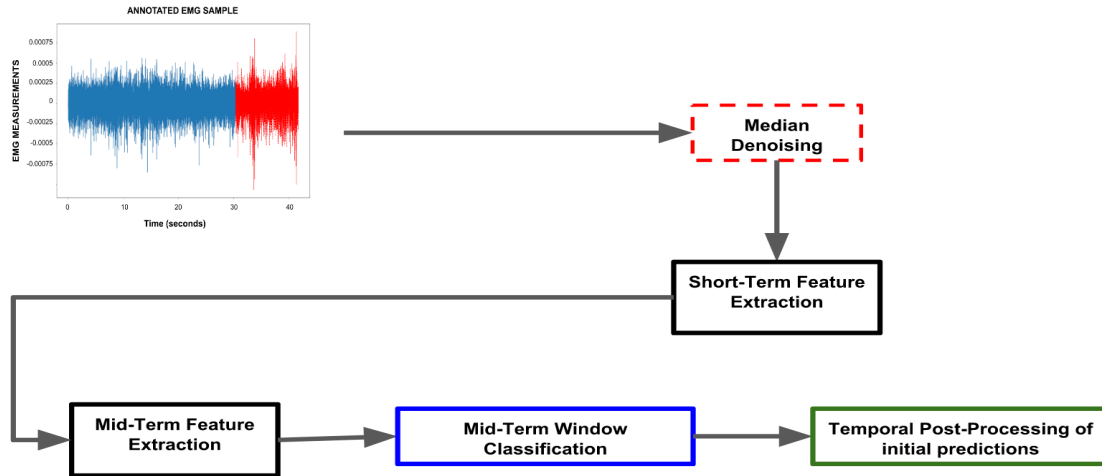 ANNOTATED EMG SAMPLE
EMG MEASUREMENTS
0.00075
0.0005
0.00025
0
-0.00025
-0.0005
-0.00075
0 10 20 30 40
Time (seconds)
Median
Denoising
Short-Term Feature
Extraction
Mid-Term Feature
Extraction
Mid-Term Window
Classification
Temporal Post-Processing of
initial predictions